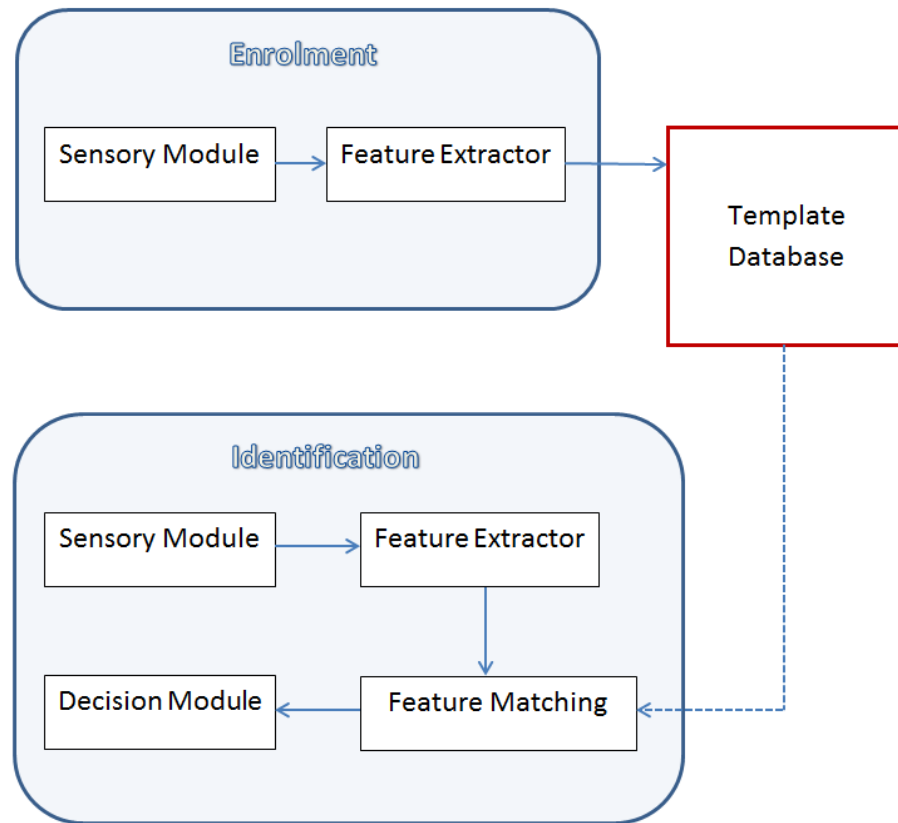 Enrolment
Sensory Module
Feature Extractor
Template
Database
Identification
Sensory Module
Feature Extractor
Decision Module
Feature Matching